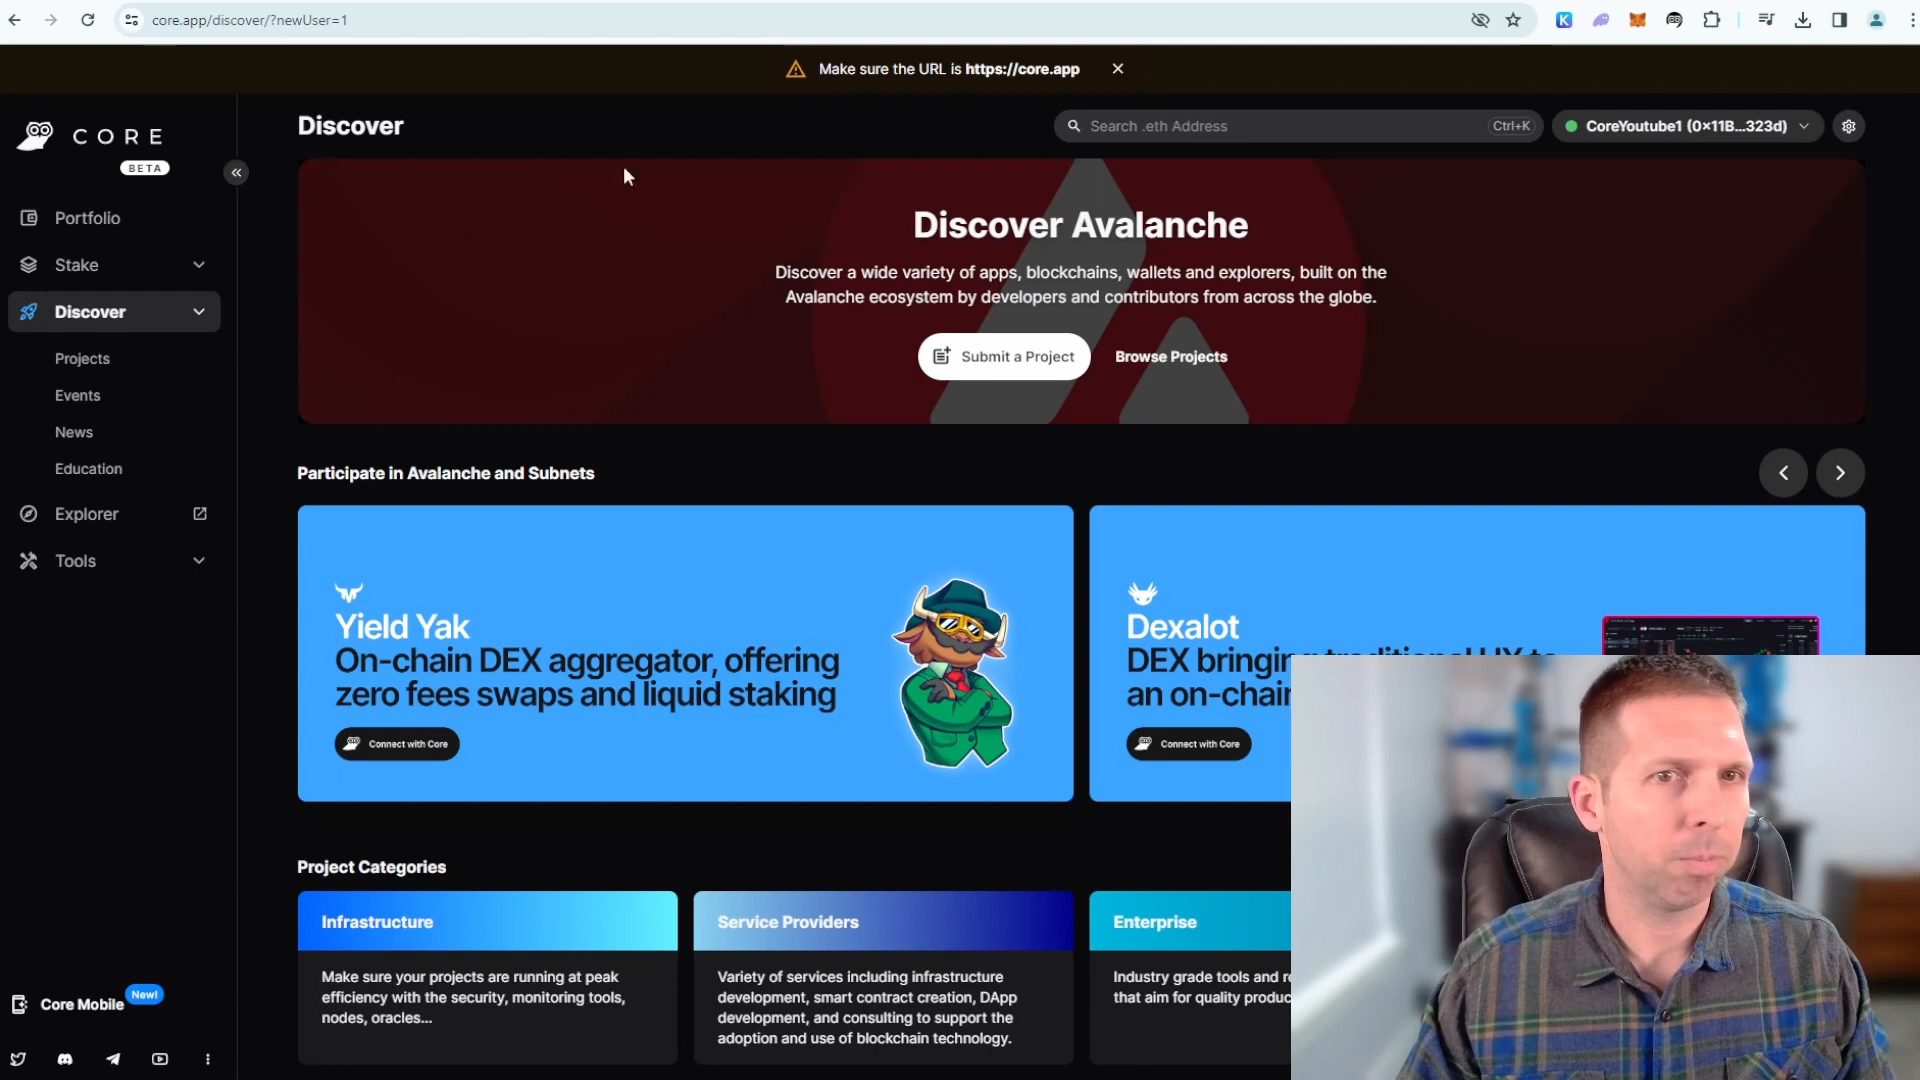 core.app/discover/?newUser=1
Make sure the URL is https://core.app
CORE
BETA
Discover
Search .eth Address
Ctrl+K
CoreYoutube1 (0×11B...323d)
Portfolio
Stake
Discover
Projects
Events
News
Education
Explorer
Tools
Core Mobile
New!
Discover Avalanche
Discover a wide variety of apps, blockchains, wallets and explorers, built on the
Avalanche ecosystem by developers and contributors from across the globe.
Submit a Project
Browse Projects
Participate in Avalanche and Subnets
Yield Yak
On-chain DEX aggregator, offering
zero fees swaps and liquid staking
Connect with Core
Dexalot
DEX bringing traditional UX to
an on-chain
Connect with Core
Project Categories
Infrastructure
Make sure your projects are running at peak
efficiency with the security, monitoring tools,
nodes, oracles...
Service Providers
Variety of services including infrastructure
development, smart contract creation, DApp
development, and consulting to support the
adoption and use of blockchain technology.
Enterprise
Industry grade tools and
that aim for quality